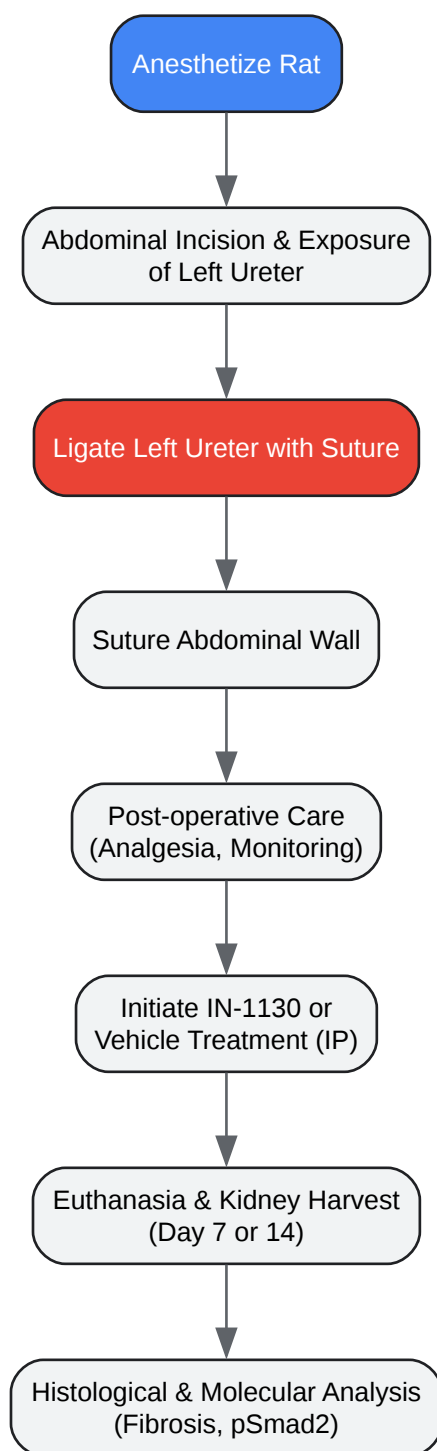 Anesthetize Rat
Abdominal Incision & Exposure
of Left Ureter
Ligate Left Ureter with Suture
Suture Abdominal Wall
Post-operative Care
(Analgesia, Monitoring)
Initiate IN-1130 or
Vehicle Treatment (IP)
Euthanasia & Kidney Harvest
(Day 7 or 14)
Histological & Molecular Analysis
(Fibrosis, pSmad2)